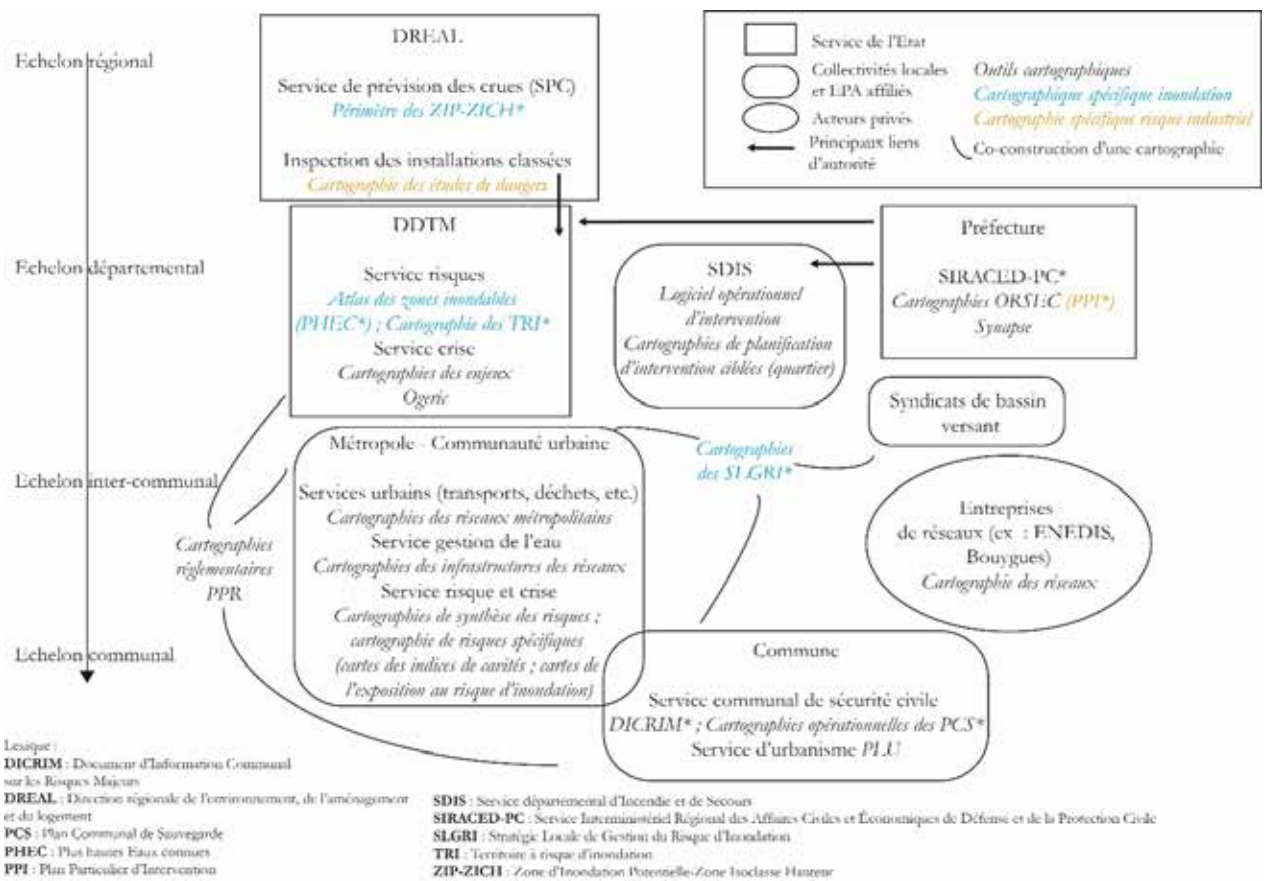 Echelon régional
Echelon départemental
Echelon inter-communal
Echelon communal
DREAL
Service de prévision des crues (SPC)
Périmètre des ZIP-ZICH*
Inspection des installations classées
Cartographie des études de dangers
Service de l'Etat
Collectivités locales
et EPA affiliés
Acteurs privés
Principaux liens
d'autorité
Outils cartographiques
Cartographique spécifique inondation
Cartographie spécifique risque industriel
Co-construction d'une cartographie
DDTM
Service risques
Atlas des zones inondables
(PHEC*) ; Cartographie des TRI*
Service crise
Cartographies des enjeux
Ogeric
SDIS
Logiciel opérationnel
d'intervention
Cartographies de planification
d'intervention ciblées (quartier)
Préfecture
SIRACED-PC*
Cartographies ORSEC (PPI*)
Synapse
Syndicats de bassin
versant
Métropole - Communauté urbaine
Services urbains (transports, déchets, etc.)
Cartographies des réseaux métropolitains
Service gestion de l'eau
Cartographies des infrastructures des réseaux
Service risque et crise
Cartographies de synthèse des risques ;
cartographie de risques spécifiques
(cartes des indices de cavités ; cartes de
l'exposition au risque d'inondation)
Cartographies
des SLGRI*
Entreprises
de réseaux (ex : ENEDIS,
Bouygues)
Cartographie des réseaux
Cartographies
réglementaires
PPR
Commune
Service communal de sécurité civile
DICRIM* ; Cartographies opérationnelles des PCS*
Service d'urbanisme PLU
Lexique :
DICRIM : Document d'Information Communal
sur les Risques Majeurs
DREAL : Direction régionale de l'environnement, de l'aménagement
et du logement
PCS : Plan Communal de Sauvegarde
PHEC : Plus hautes Eaux connues
PPI : Plan Particulier d'Intervention
SDIS : Service départemental d'Incendie et de Secours
SIRACED-PC : Service Interministériel Régional des Affaires Civiles et Économiques de Défense et de la Protection Civile
SLGRI : Stratégie Locale de Gestion du Risque d'Inondation
TRI : Territoire à risque d'inondation
ZIP-ZICH : Zone d'Inondation Potentielle-Zone Isoclasse Hauteur